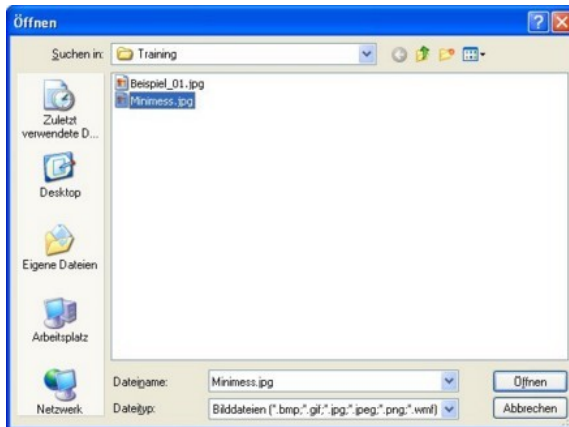 Öffnen
Suchen in: Training
Beispiel_01.jpg
Minimess.jpg
Zuletzt
verwendete D...
Desktop
Eigene Dateien
Arbeitsplatz
Netzwerk
Dateiname: Minimess.jpg Öffnen
Dateityp: Bilddateien (*.bmp;*.gif;*.jpg;*.jpeg;*.png;*.wmf) Abbrechen